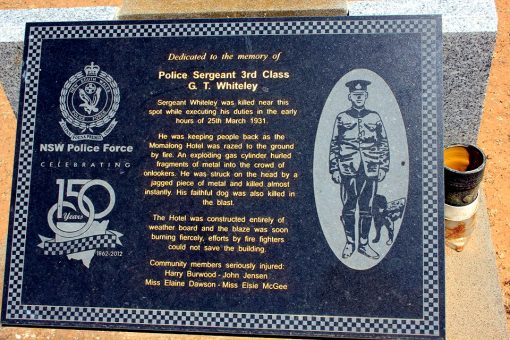 Dedicated to the memory of
Police Sergeant 3rd Class
G. T. Whiteley
Sergeant Whiteley was killed near this
spot while executing his duties in the early
hours of 25th March 1931.
He was keeping people back as the
Momalong Hotel was razed to the ground
by fire. An exploding gas cylinder hurled
fragments of metal into the crowd of
onlookers. He was struck on the head by a
jagged piece of metal and killed almost
instantly. His faithful dog was also killed in
the blast.
The Hotel was constructed entirely of
weather board and the blaze was soon
burning fiercely, efforts by fire fighters
could not save the building.
Community members seriously injured:
Harry Burwood - John Jensen
Miss Elaine Dawson - Miss Elsie McGee
NSW Police Force
CELEBRATING
150
Years
1862-2012